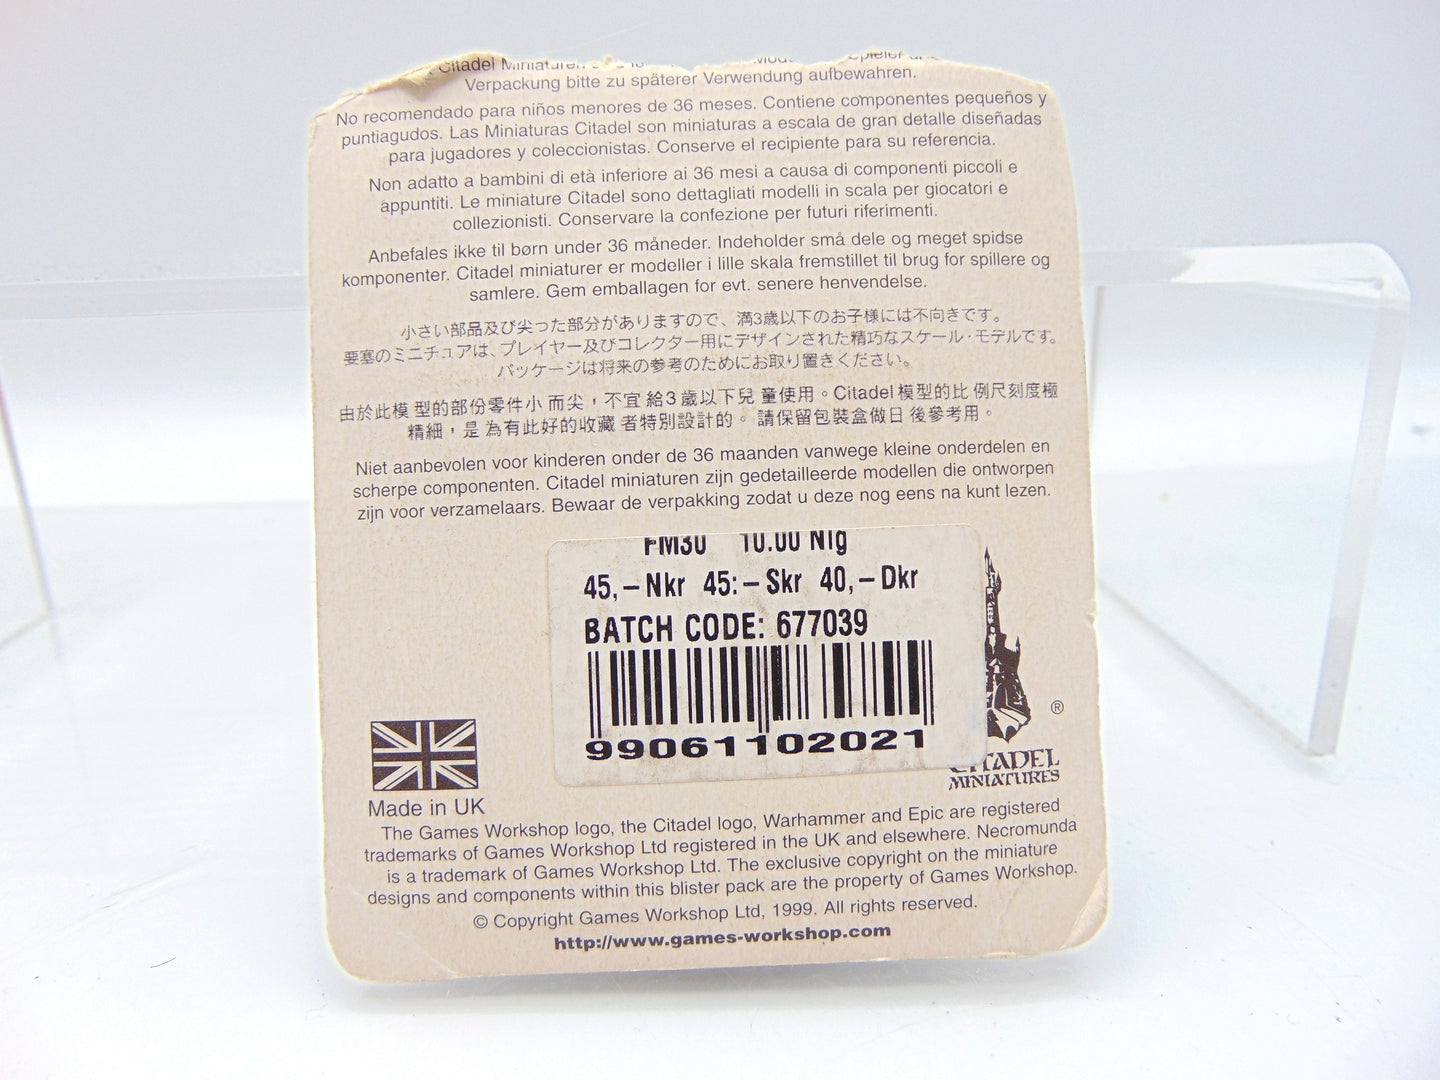 Citadel Miniaturen
Verpackung bitte zu späterer Verwendung aufbewahren.
No recomendado para niños menores de 36 meses. Contiene componentes pequeños y
puntiagudos. Las Miniaturas Citadel son miniaturas a escala de gran detalle diseñadas
para jugadores y coleccionistas. Conserve el recipiente para su referencia.
Non adatto a bambini di età inferiore ai 36 mesi a causa di componenti piccoli e
appuntiti. Le miniature Citadel sono dettagliati modelli in scala per giocatori e
collezionisti. Conservare la confezione per futuri riferimenti.
Anbefales ikke til børn under 36 måneder. Indeholder små dele og meget spidse
komponenter. Citadel miniaturer er modeller i lille skala fremstillet til brug for spillere og
samlere. Gem emballagen for evt. senere henvendelse.
小さい部品及び尖った部分がありますので、満3歳以下のお子様には不向きです。
要塞のミニチュアは、プレイヤー及びコレクター用にデザインされた精巧なスケール·モデルです。
パッケージは将来の参考のためにお取り置きください。
由於此模 型的部份零件小 而尖，不宜 給3 歲以下兒 童使用。Citadel 模型的比 例尺刻度極
精細，是 為有此好的收藏 者特別設計的。 請保留包裝盒做日 後參考用。
Niet aanbevolen voor kinderen onder de 36 maanden vanwege kleine onderdelen en
scherpe componenten. Citadel miniaturen zijn gedetailleerde modellen die ontworpen
zijn voor verzamelaars. Bewaar de verpakking zodat u deze nog eens na kunt lezen.
FM30 10.00 Nlg
45,–Nkr 45:–Skr 40,–Dkr
BATCH CODE: 677039
99061102021
®
CITADEL
MINIATURES
Made in UK
The Games Workshop logo, the Citadel logo, Warhammer and Epic are registered
trademarks of Games Workshop Ltd registered in the UK and elsewhere. Necromunda
is a trademark of Games Workshop Ltd. The exclusive copyright on the miniature
designs and components within this blister pack are the property of Games Workshop.
© Copyright Games Workshop Ltd, 1999. All rights reserved.
http://www.games-workshop.com